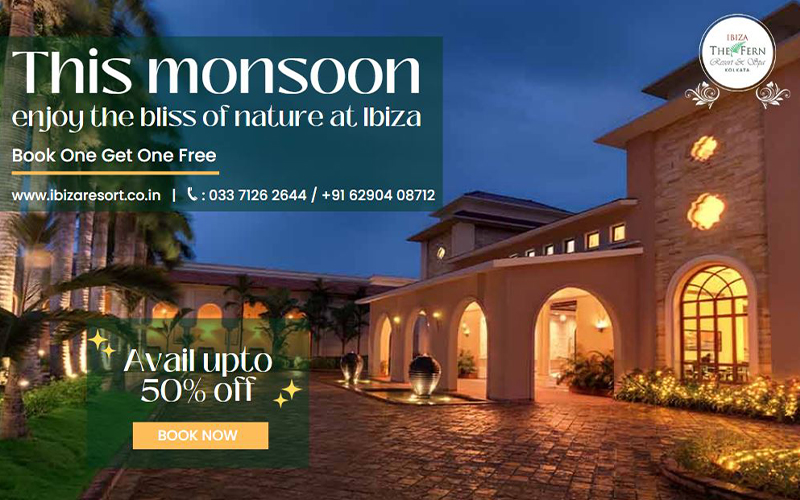 This monsoon
enjoy the bliss of nature at Ibiza
Book One Get One Free
www.ibizaresort.co.in | : 033 7126 2644 / +91 62904 08712
IBIZA
THE FERN
Resort & Spa
KOLKATA
Avail upto
50% off
BOOK NOW